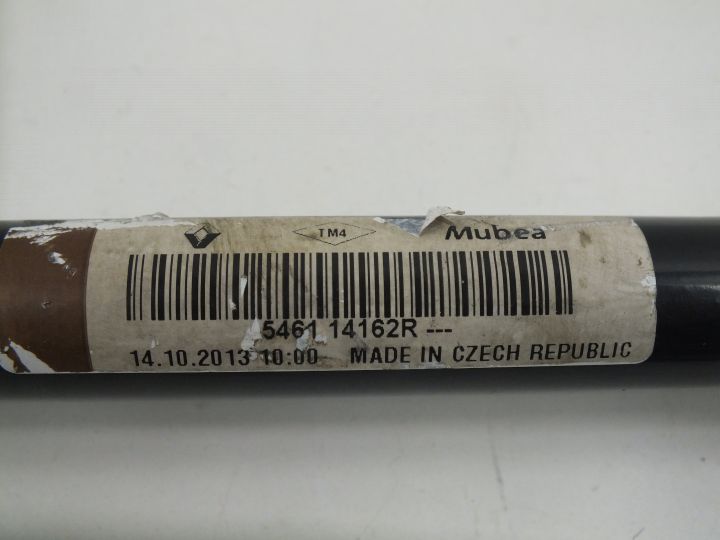 TM4 Mubea
5461 14162R ---
14.10.2013 10:00 MADE IN CZECH REPUBLIC